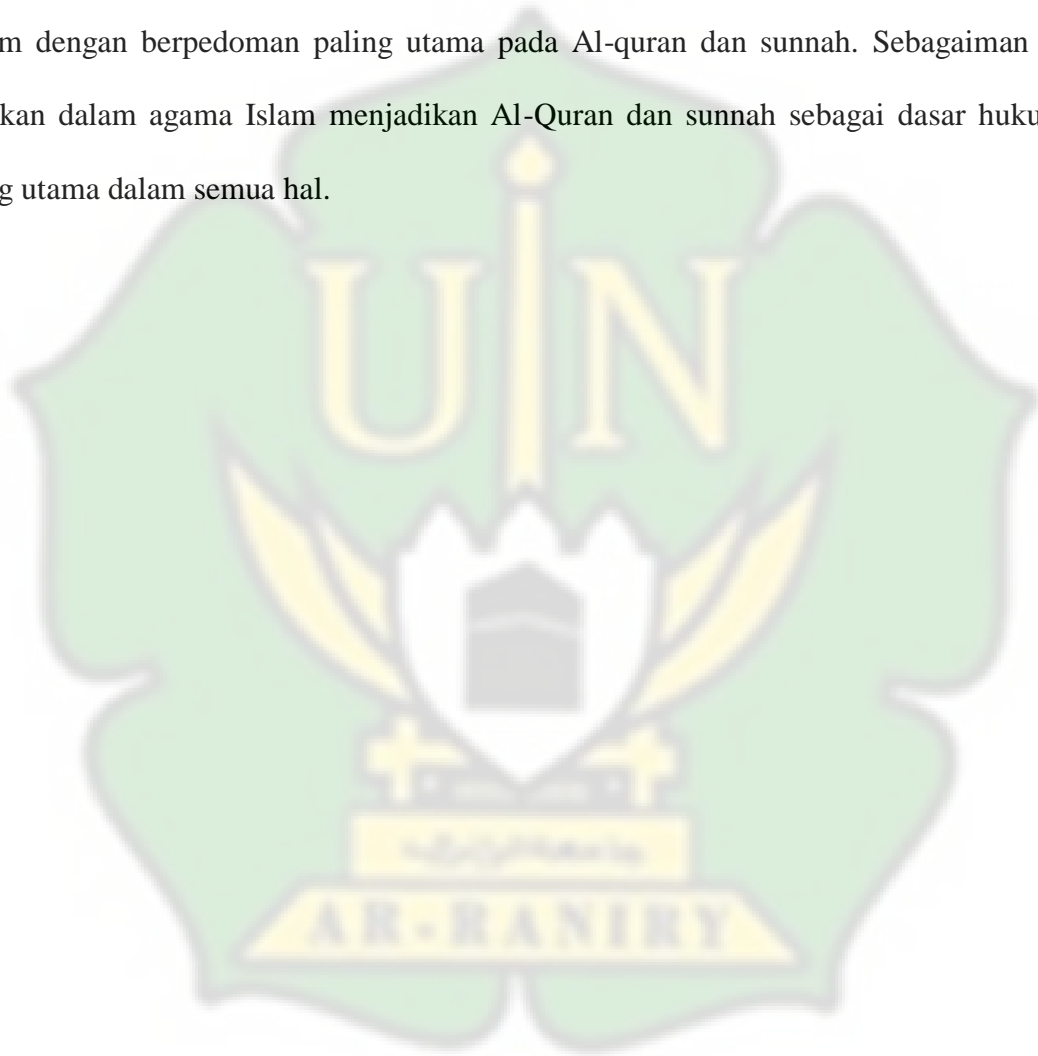 m dengan berpedoman paling utama pada Al-quran dan sunnah. Sebagaiman
kan dalam agama Islam menjadikan Al-Quran dan sunnah sebagai dasar huku
g utama dalam semua hal.
UIN
AR-RANIRY